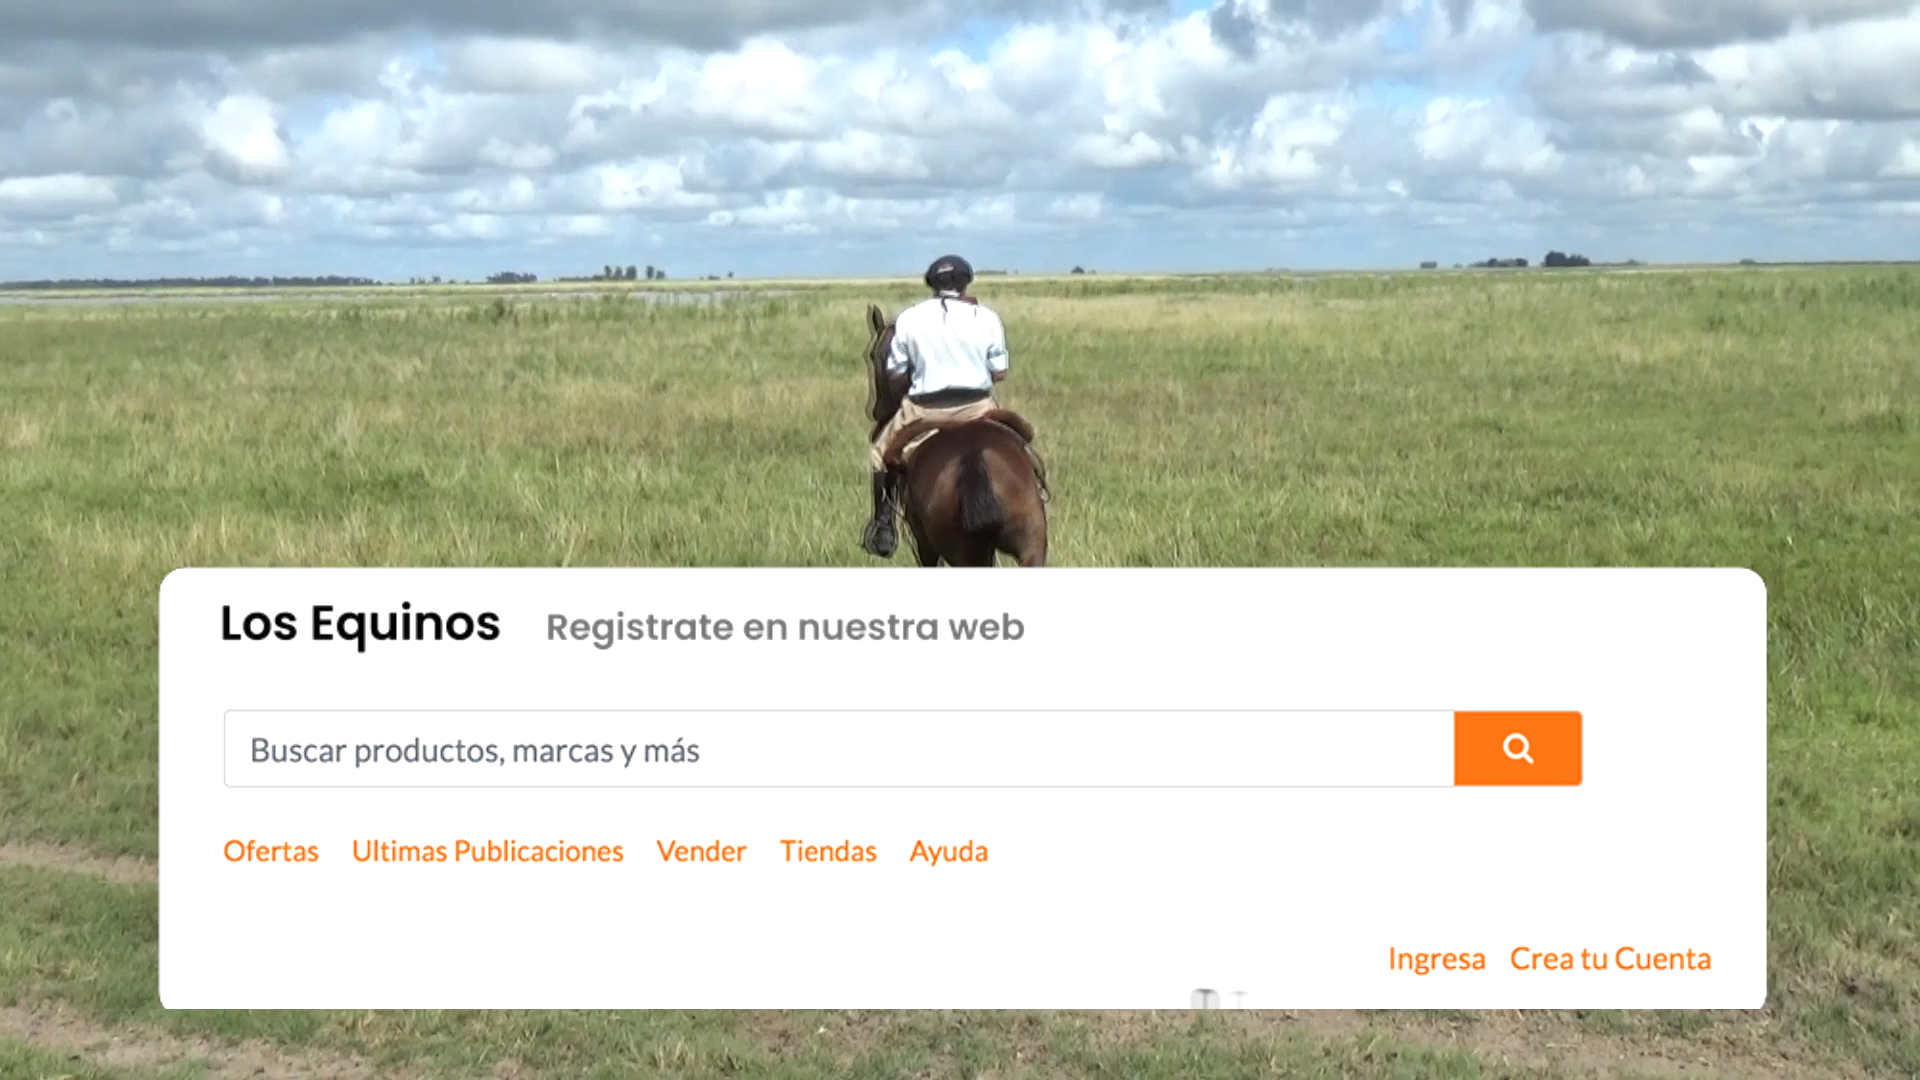 Los Equinos Registrate en nuestra web
Buscar productos, marcas y más
Ofertas Ultimas Publicaciones Vender Tiendas Ayuda
Ingresa Crea tu Cuenta